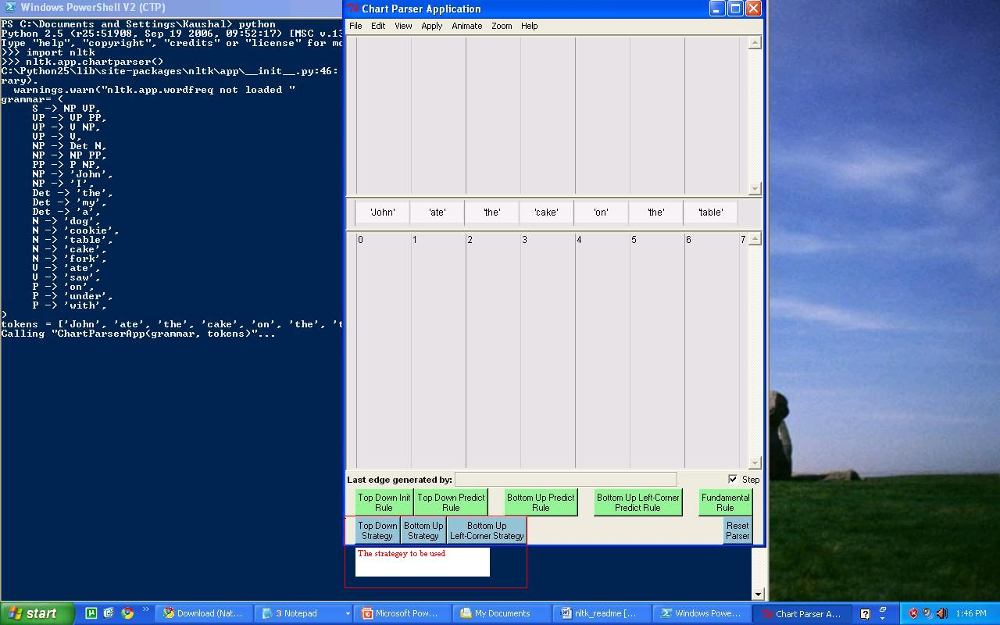 Windows PowerShell V2 (CTP)
PS C:\Documents and Settings\Kaushal> python
Python 2.5 (r25:51908, Sep 19 2006, 09:52:17) [MSC v.13
Type "help", "copyright", "credits" or "license" for mo
>>> import nltk
>>> nltk.app.chartparser()
C:\Python25\lib\site-packages\nltk\app\__init__.py:46:
rary).
warnings.warn("nltk.app.wordfreq not loaded "
grammar= (
S -> NP VP,
VP -> VP PP,
VP -> V NP,
VP -> V,
NP -> Det N,
NP -> NP PP,
PP -> P NP,
NP -> 'John',
NP -> 'I',
Det -> 'the',
Det -> 'my',
Det -> 'a',
N -> 'dog',
N -> 'cookie',
N -> 'table',
N -> 'cake',
N -> 'fork',
V -> 'ate',
V -> 'saw',
P -> 'on',
P -> 'under',
P -> 'with',
)
tokens = ['John', 'ate', 'the', 'cake', 'on', 'the', 't
Calling "ChartParserApp(grammar, tokens)"...
Chart Parser Application
File Edit View Apply Animate Zoom Help
'John' 'ate' 'the' 'cake' 'on' 'the' 'table'
0 1 2 3 4 5 6 7
Last edge generated by: Step
Top Down Init Rule
Top Down Predict Rule
Bottom Up Predict Rule
Bottom Up Left-Corner Predict Rule
Fundamental Rule
Top Down Strategy
Bottom Up Strategy
Bottom Up Left-Corner Strategy
Reset Parser
The strategey to be used
start
Download (Nat...
3 Notepad
Microsoft Pow...
My Documents
nltk_readme [...
Windows Powe...
Chart Parser A...
1:46 PM